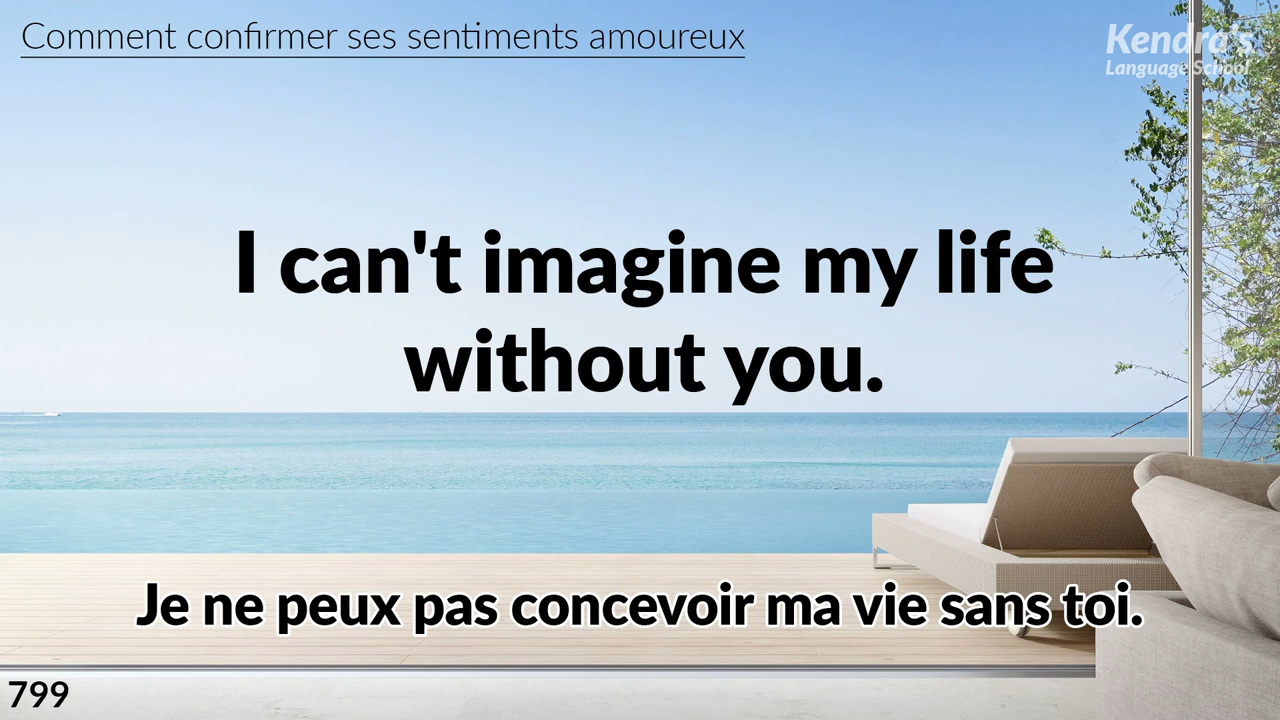 Comment confirmer ses sentiments amoureux
Kendra's
Language School
I can't imagine my life
without you.
Je ne peux pas concevoir ma vie sans toi.
799